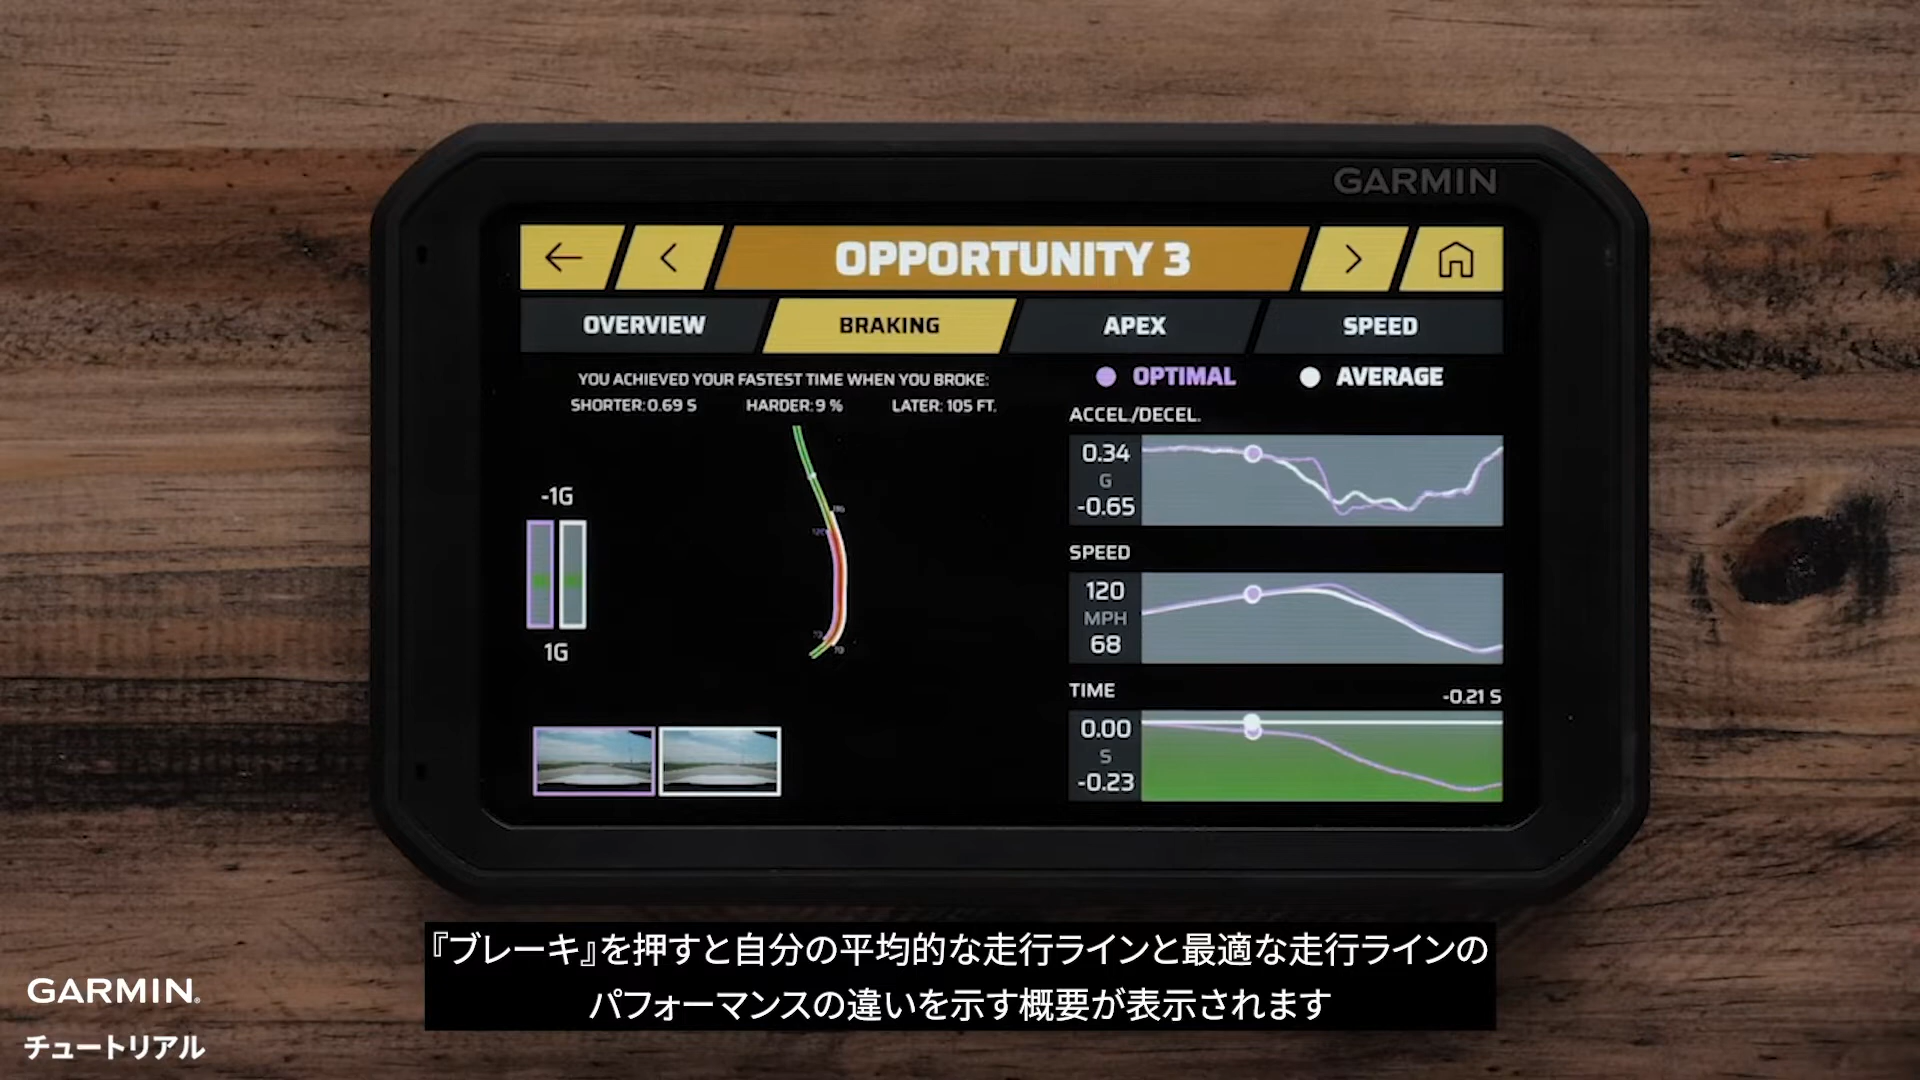 GARMIN
OPPORTUNITY 3
OVERVIEW
BRAKING
APEX
SPEED
YOU ACHIEVED YOUR FASTEST TIME WHEN YOU BROKE:
SHORTER: 0.69 S
HARDER: 9 %
LATER: 105 FT.
OPTIMAL
AVERAGE
ACCEL./DECEL.
0.34
G
-0.65
-1G
1G
SPEED
120
MPH
68
TIME
-0.21 S
0.00
S
-0.23
『ブレーキ』を押すと自分の平均的な走行ラインと最適な走行ラインの
パフォーマンスの違いを示す概要が表示されます
GARMIN.
チュートリアル